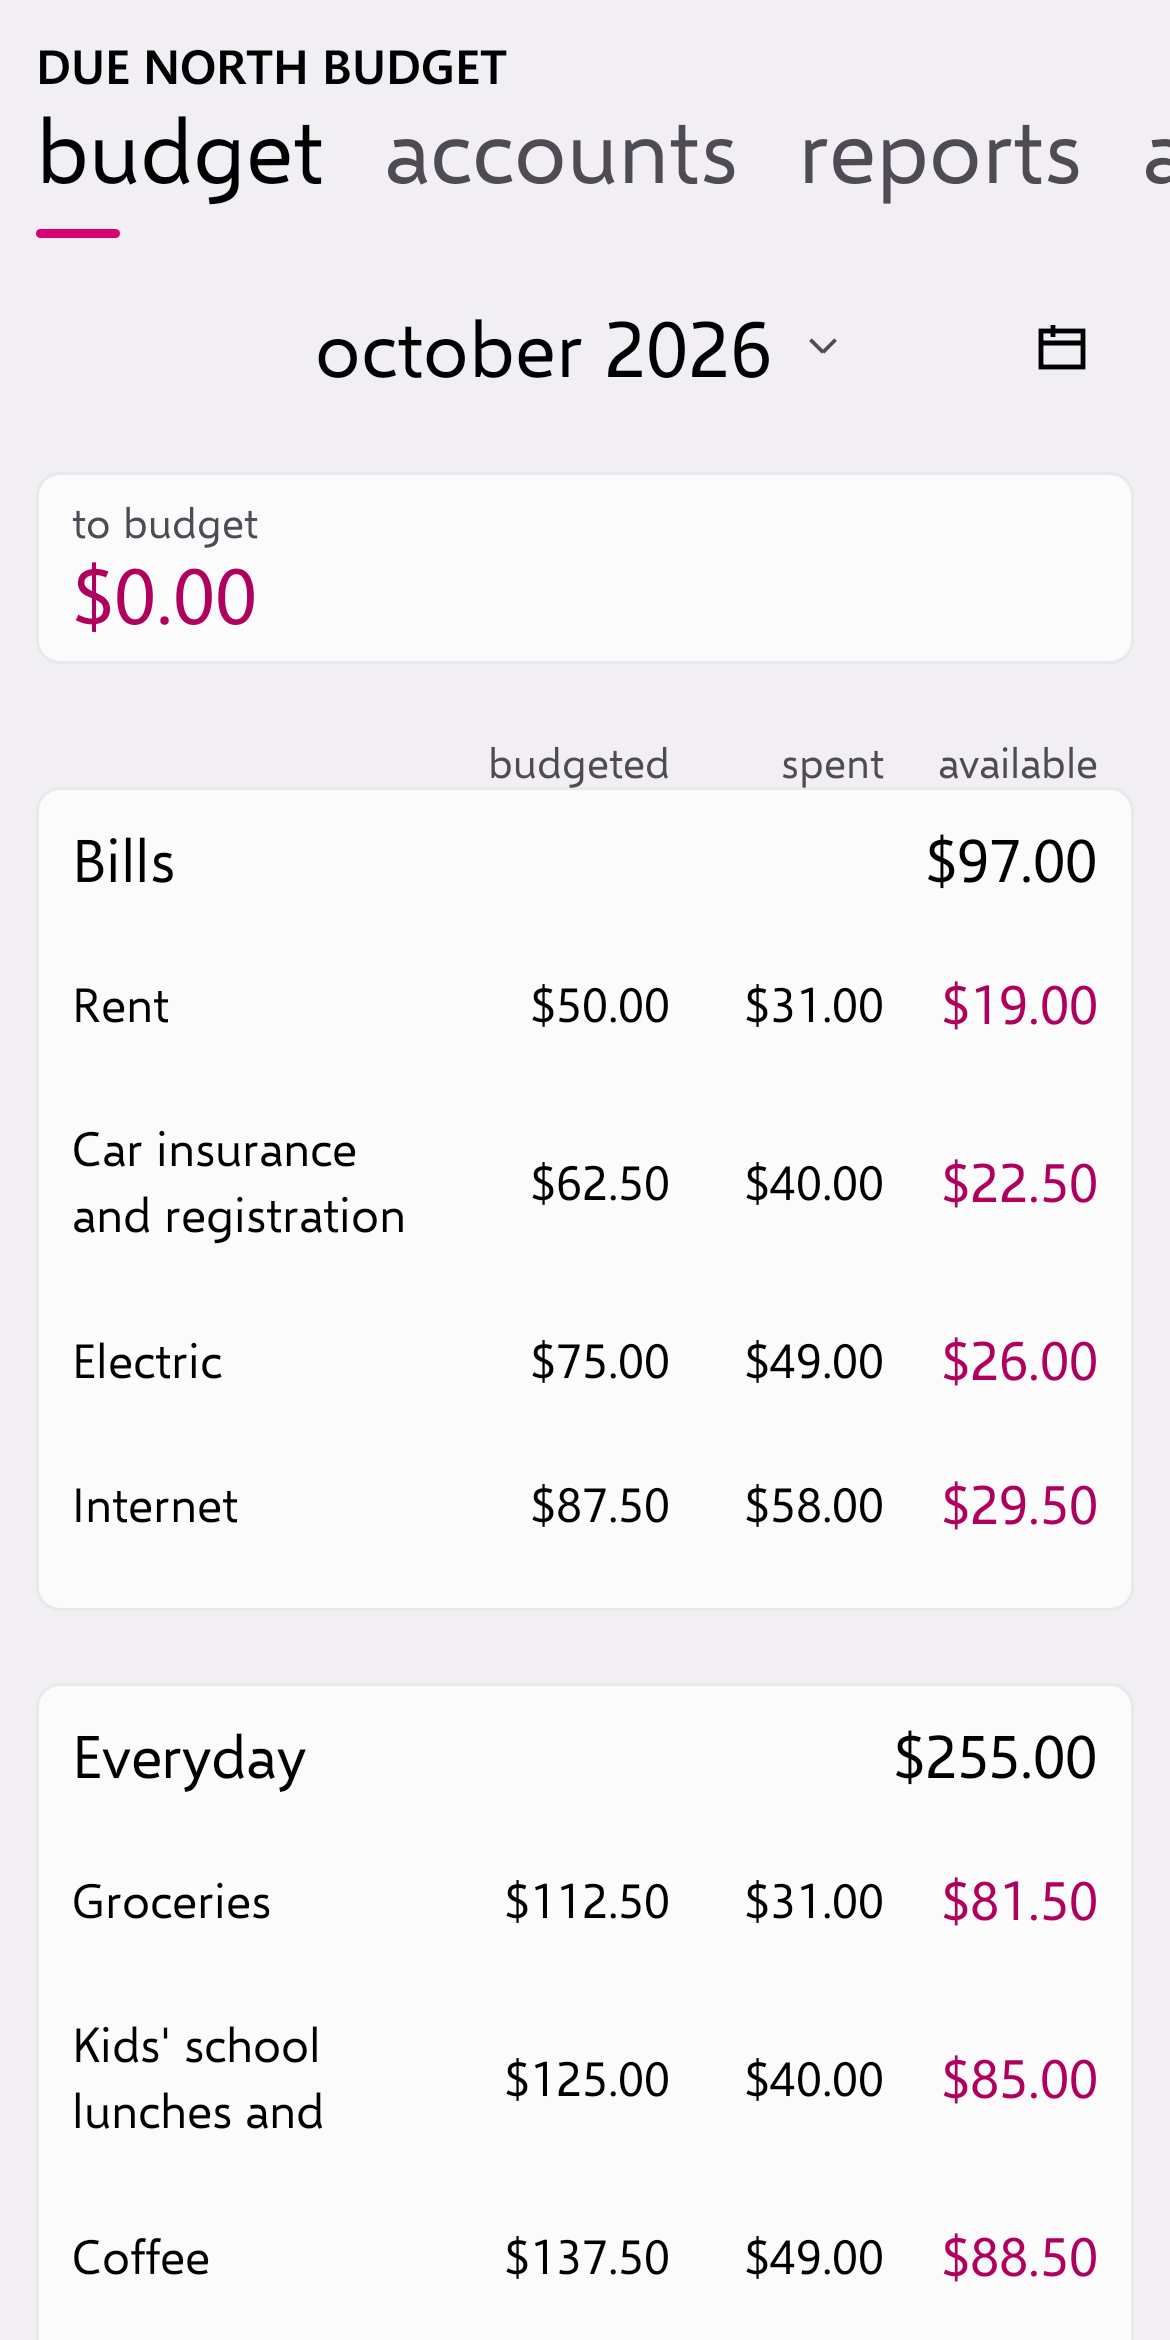 DUE NORTH BUDGET
budget accounts reports a
october 2026
to budget
$0.00
budgeted spent available
Bills $97.00
Rent $50.00 $31.00 $19.00
Car insurance
and registration $62.50 $40.00 $22.50
Electric $75.00 $49.00 $26.00
Internet $87.50 $58.00 $29.50
Everyday $255.00
Groceries $112.50 $31.00 $81.50
Kids' school
lunches and $125.00 $40.00 $85.00
Coffee $137.50 $49.00 $88.50